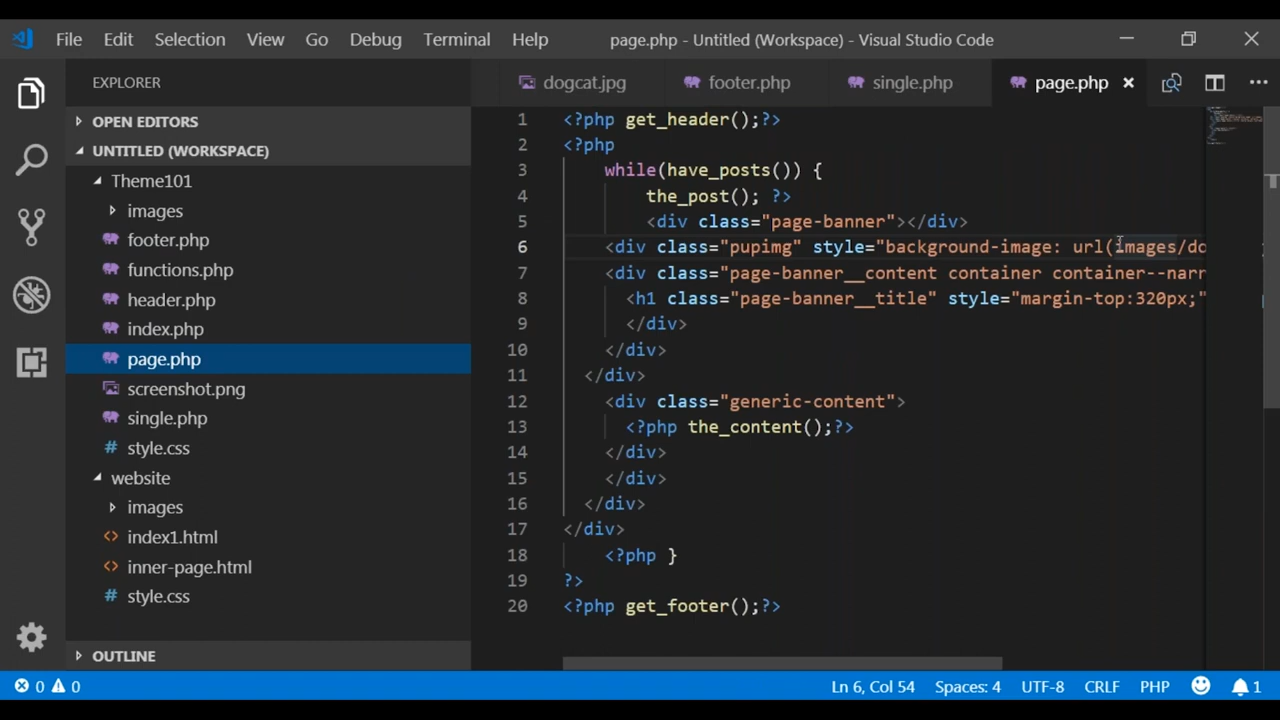 File Edit Selection View Go Debug Terminal Help page.php - Untitled (Workspace) - Visual Studio Code
EXPLORER
dogcat.jpg footer.php single.php page.php
OPEN EDITORS
UNTITLED (WORKSPACE)
Theme101
images
footer.php
functions.php
header.php
index.php
page.php
screenshot.png
single.php
style.css
website
images
index1.html
inner-page.html
style.css
OUTLINE
1 <?php get_header();?>
2 <?php
3 while(have_posts()) {
4 the_post(); ?>
5 <div class="page-banner"></div>
6 <div class="pupimg" style="background-image: url(images/do
7 <div class="page-banner__content container container--narr
8 <h1 class="page-banner__title" style="margin-top:320px;"
9 </div>
10 </div>
11 </div>
12 <div class="generic-content">
13 <?php the_content();?>
14 </div>
15 </div>
16 </div>
17 </div>
18 <?php }
19 ?>
20 <?php get_footer();?>
0 0 Ln 6, Col 54 Spaces: 4 UTF-8 CRLF PHP 1